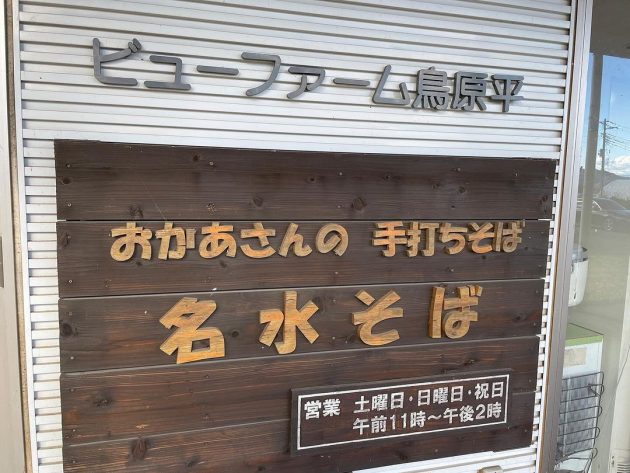 ビューファーム鳥原平
おかあさんの 手打ちそば
名水そば
営業 土曜日・日曜日・祝日
午前11時～午後2時